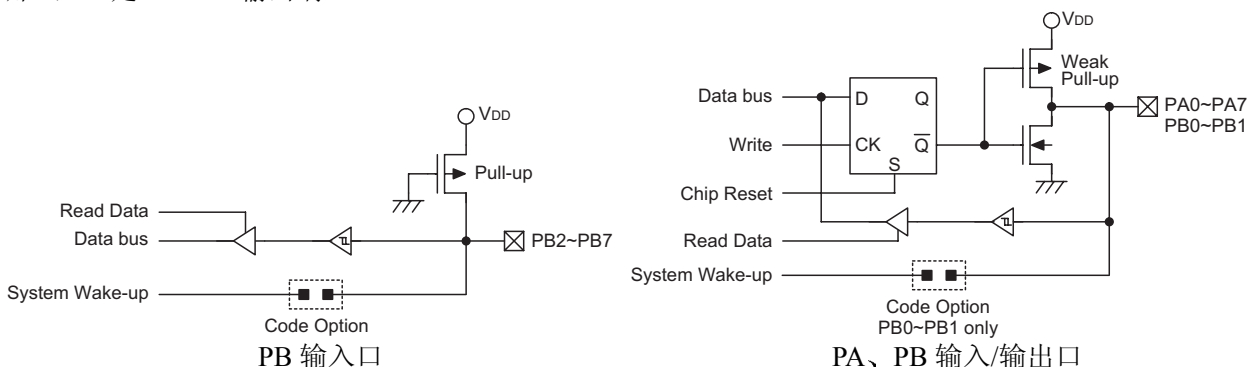 VDD
Pull-up
Read Data
Data bus
PB2~PB7
System Wake-up
Code Option
PB 输入口
VDD
Weak
Pull-up
Data bus
D
Q
PA0~PA7
PB0~PB1
Write
CK
Q
S
Chip Reset
Read Data
System Wake-up
Code Option
PB0~PB1 only
PA、PB 输入/输出口